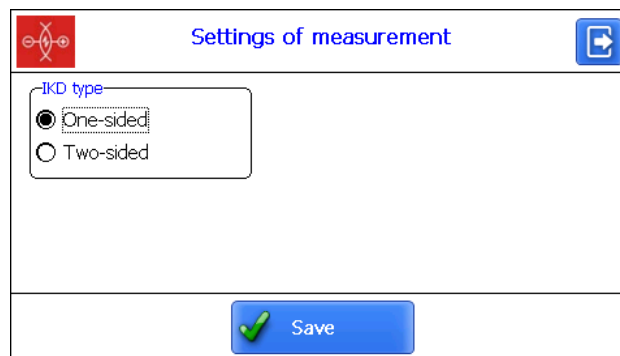 Settings of measurement
IKD type
One-sided
Two-sided
Save